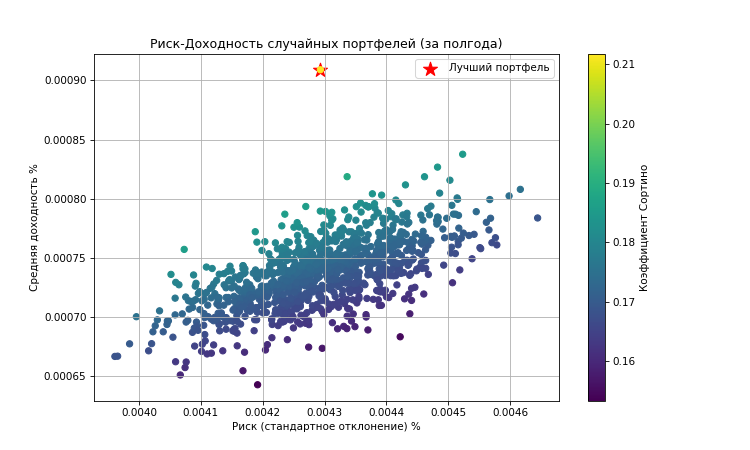 Риск-Доходность случайных портфелей (за полгода)
Лучший портфель
Средняя доходность %
0.00090
0.00085
0.00080
0.00075
0.00070
0.00065
0.0040 0.0041 0.0042 0.0043 0.0044 0.0045 0.0046
Риск (стандартное отклонение) %
0.21
0.20
0.19
0.18
0.17
0.16
Коэффициент Сортино